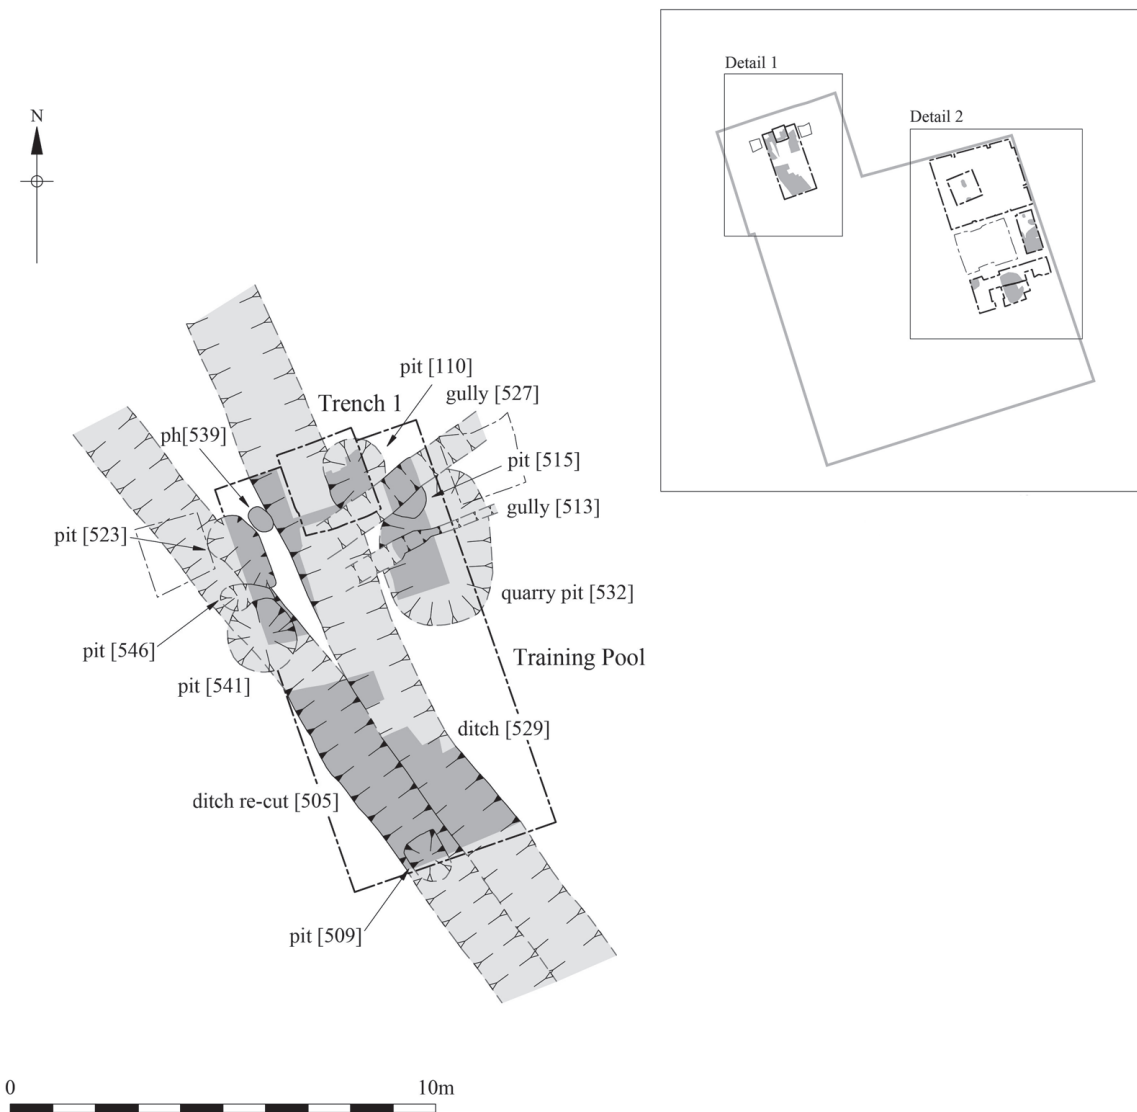 Detail 1
Detail 2
N
pit [110]
gully [527]
Trench 1
ph[539]
pit [515]
gully [513]
pit [523]
quarry pit [532]
pit [546]
Training Pool
pit [541]
ditch [529]
ditch re-cut [505]
pit [509]
0
10m